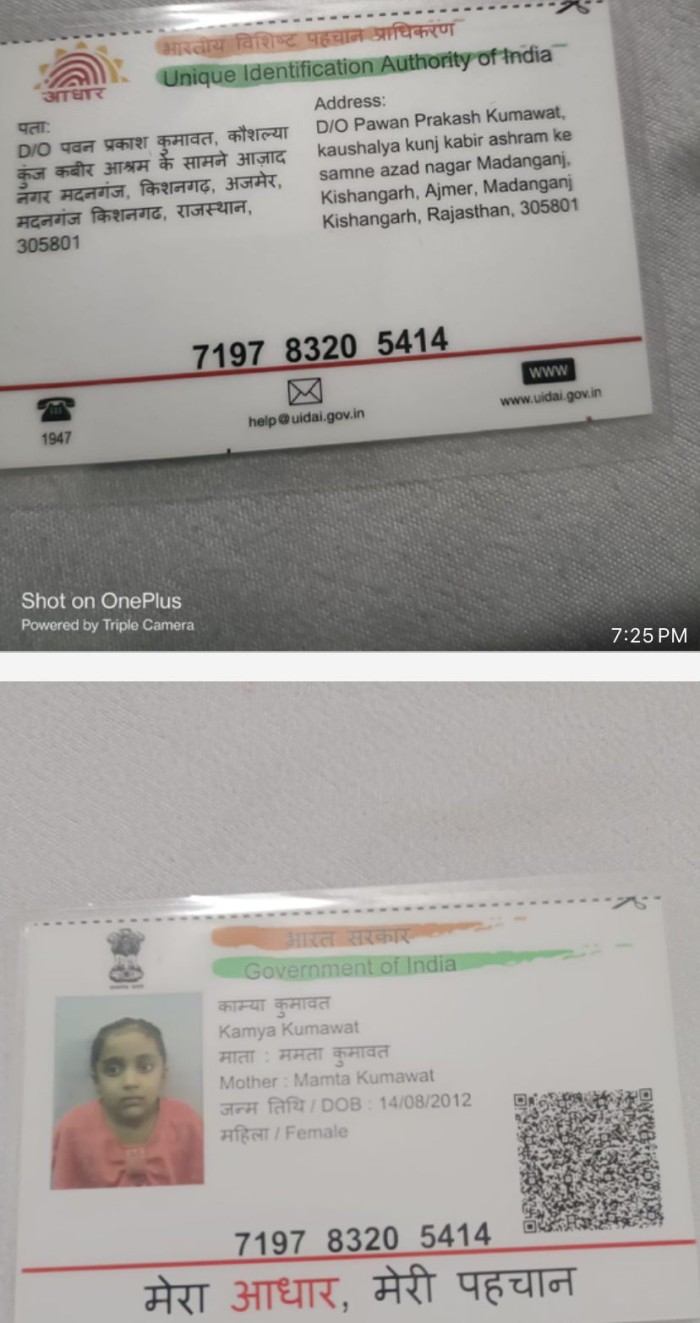 भारतीय विशिष्ट पहचान प्राधिकरण
Unique Identification Authority of India
आधार
पता:
D/O पवन प्रकाश कुमावत, कौशल्या
कुंज कबीर आश्रम के सामने आज़ाद
नगर मदनगंज, किशनगढ़, अजमेर,
मदनगंज किशनगढ, राजस्थान,
305801
Address:
D/O Pawan Prakash Kumawat,
kaushalya kunj kabir ashram ke
samne azad nagar Madanganj,
Kishangarh, Ajmer, Madanganj
Kishangarh, Rajasthan, 305801
7197 8320 5414
1947
help@uidai.gov.in
www
www.uidai.gov.in
Shot on OnePlus
Powered by Triple Camera
7:25 PM
भारत सरकार
Government of India
काम्या कुमावत
Kamya Kumawat
माता : ममता कुमावत
Mother : Mamta Kumawat
जन्म तिथि / DOB : 14/08/2012
महिला / Female
7197 8320 5414
मेरा आधार, मेरी पहचान